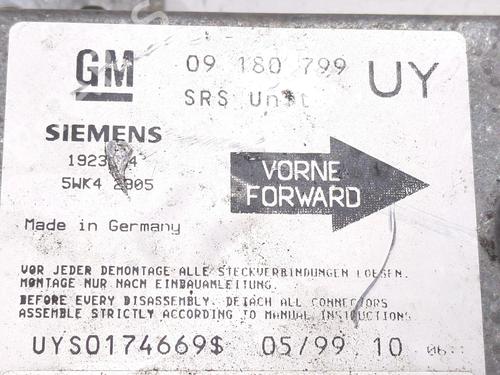 GM
09 180 799
UY
SRS Unit
SIEMENS
5WK4 2905
VORNE
FORWARD
Made in Germany
VOR JEDER DEMONTAGE ALLE STECKVERBINDUNGEN LOESEN.
MONTAGE NUR NACH EINBAUANLEITUNG.
BEFORE EVERY DISASSEMBLY. DETACH ALL CONNECTORS
ASSEMBLE STRICTLY ACCORDING TO MANUAL INSTRUCTIONS
UYS0174669$ 05/99 10